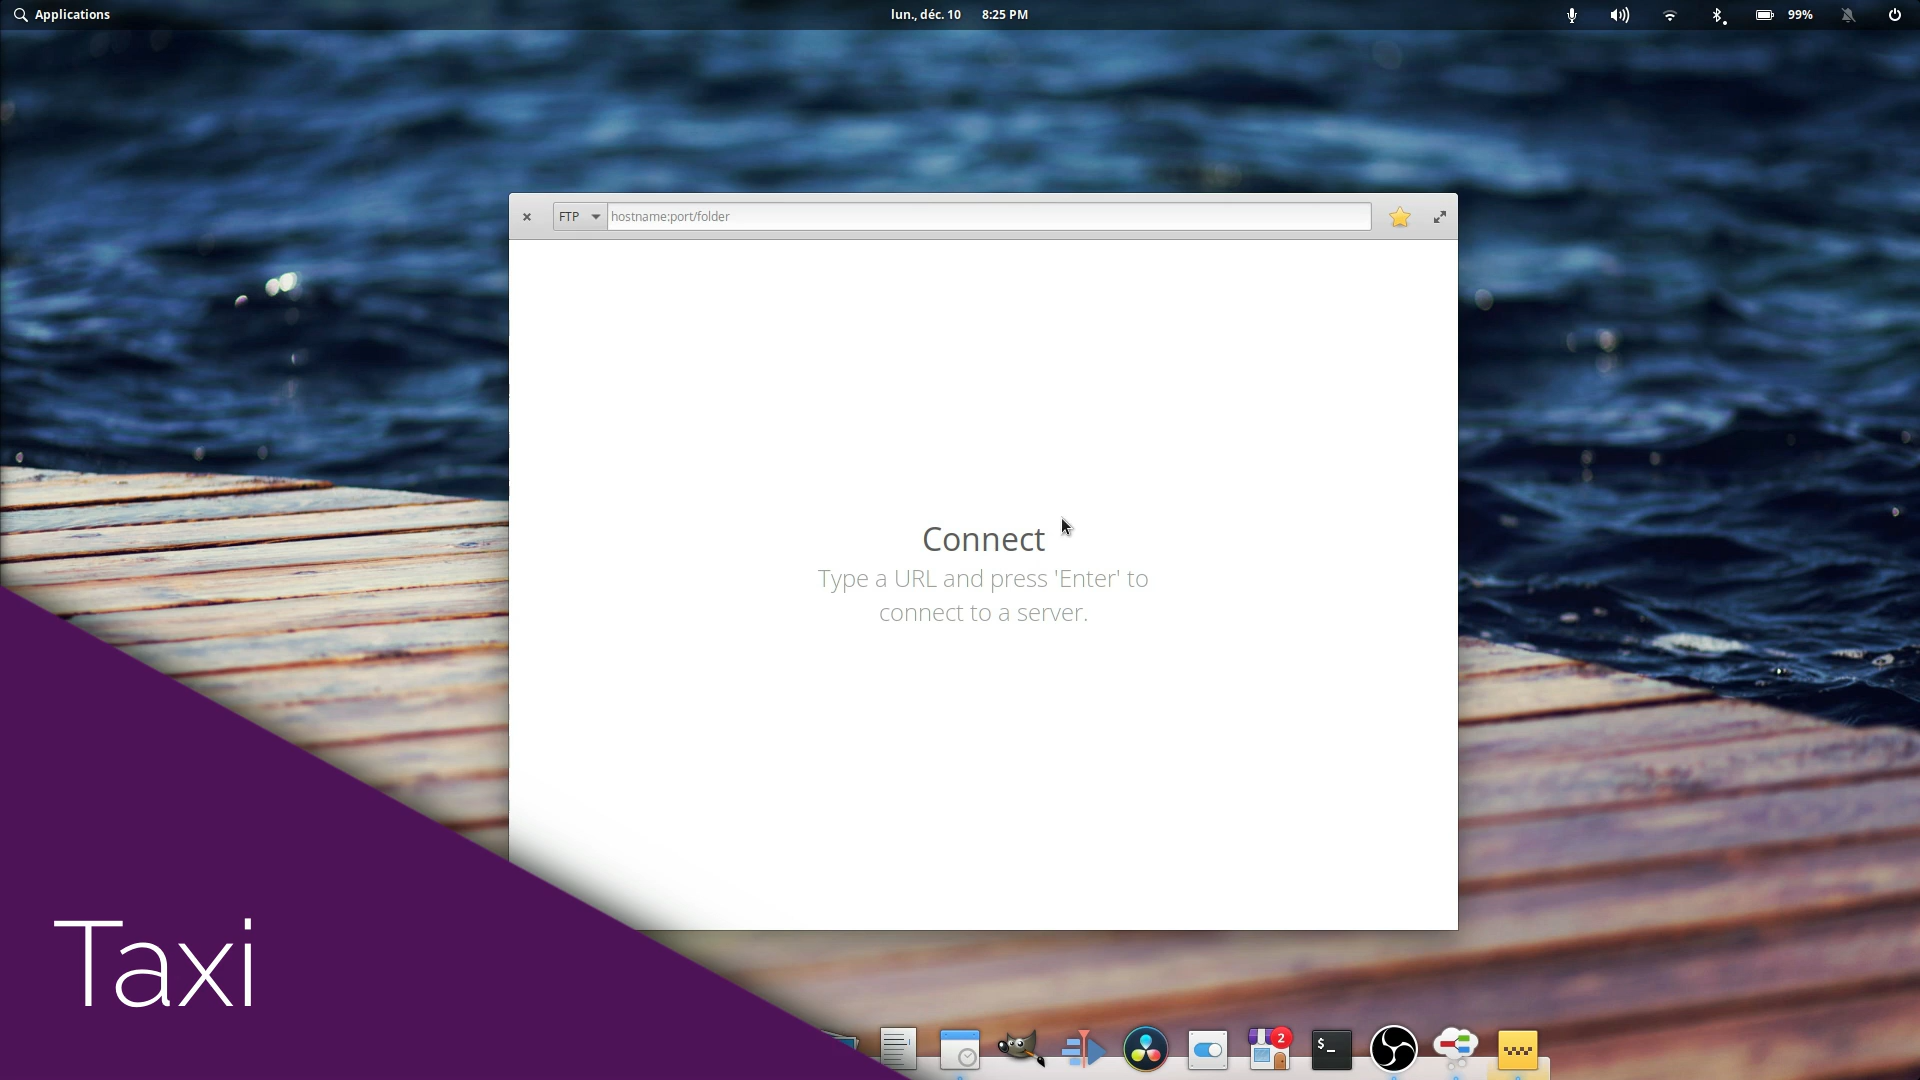 Applications
lun., déc. 10 8:25 PM
99%
FTP
hostname:port/folder
Connect
Type a URL and press 'Enter' to
connect to a server.
Taxi
2
$_